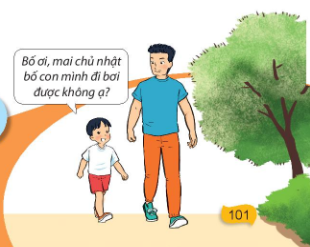 Bố ơi, mai chủ nhật
bố con mình đi bơi
được không ạ?
101